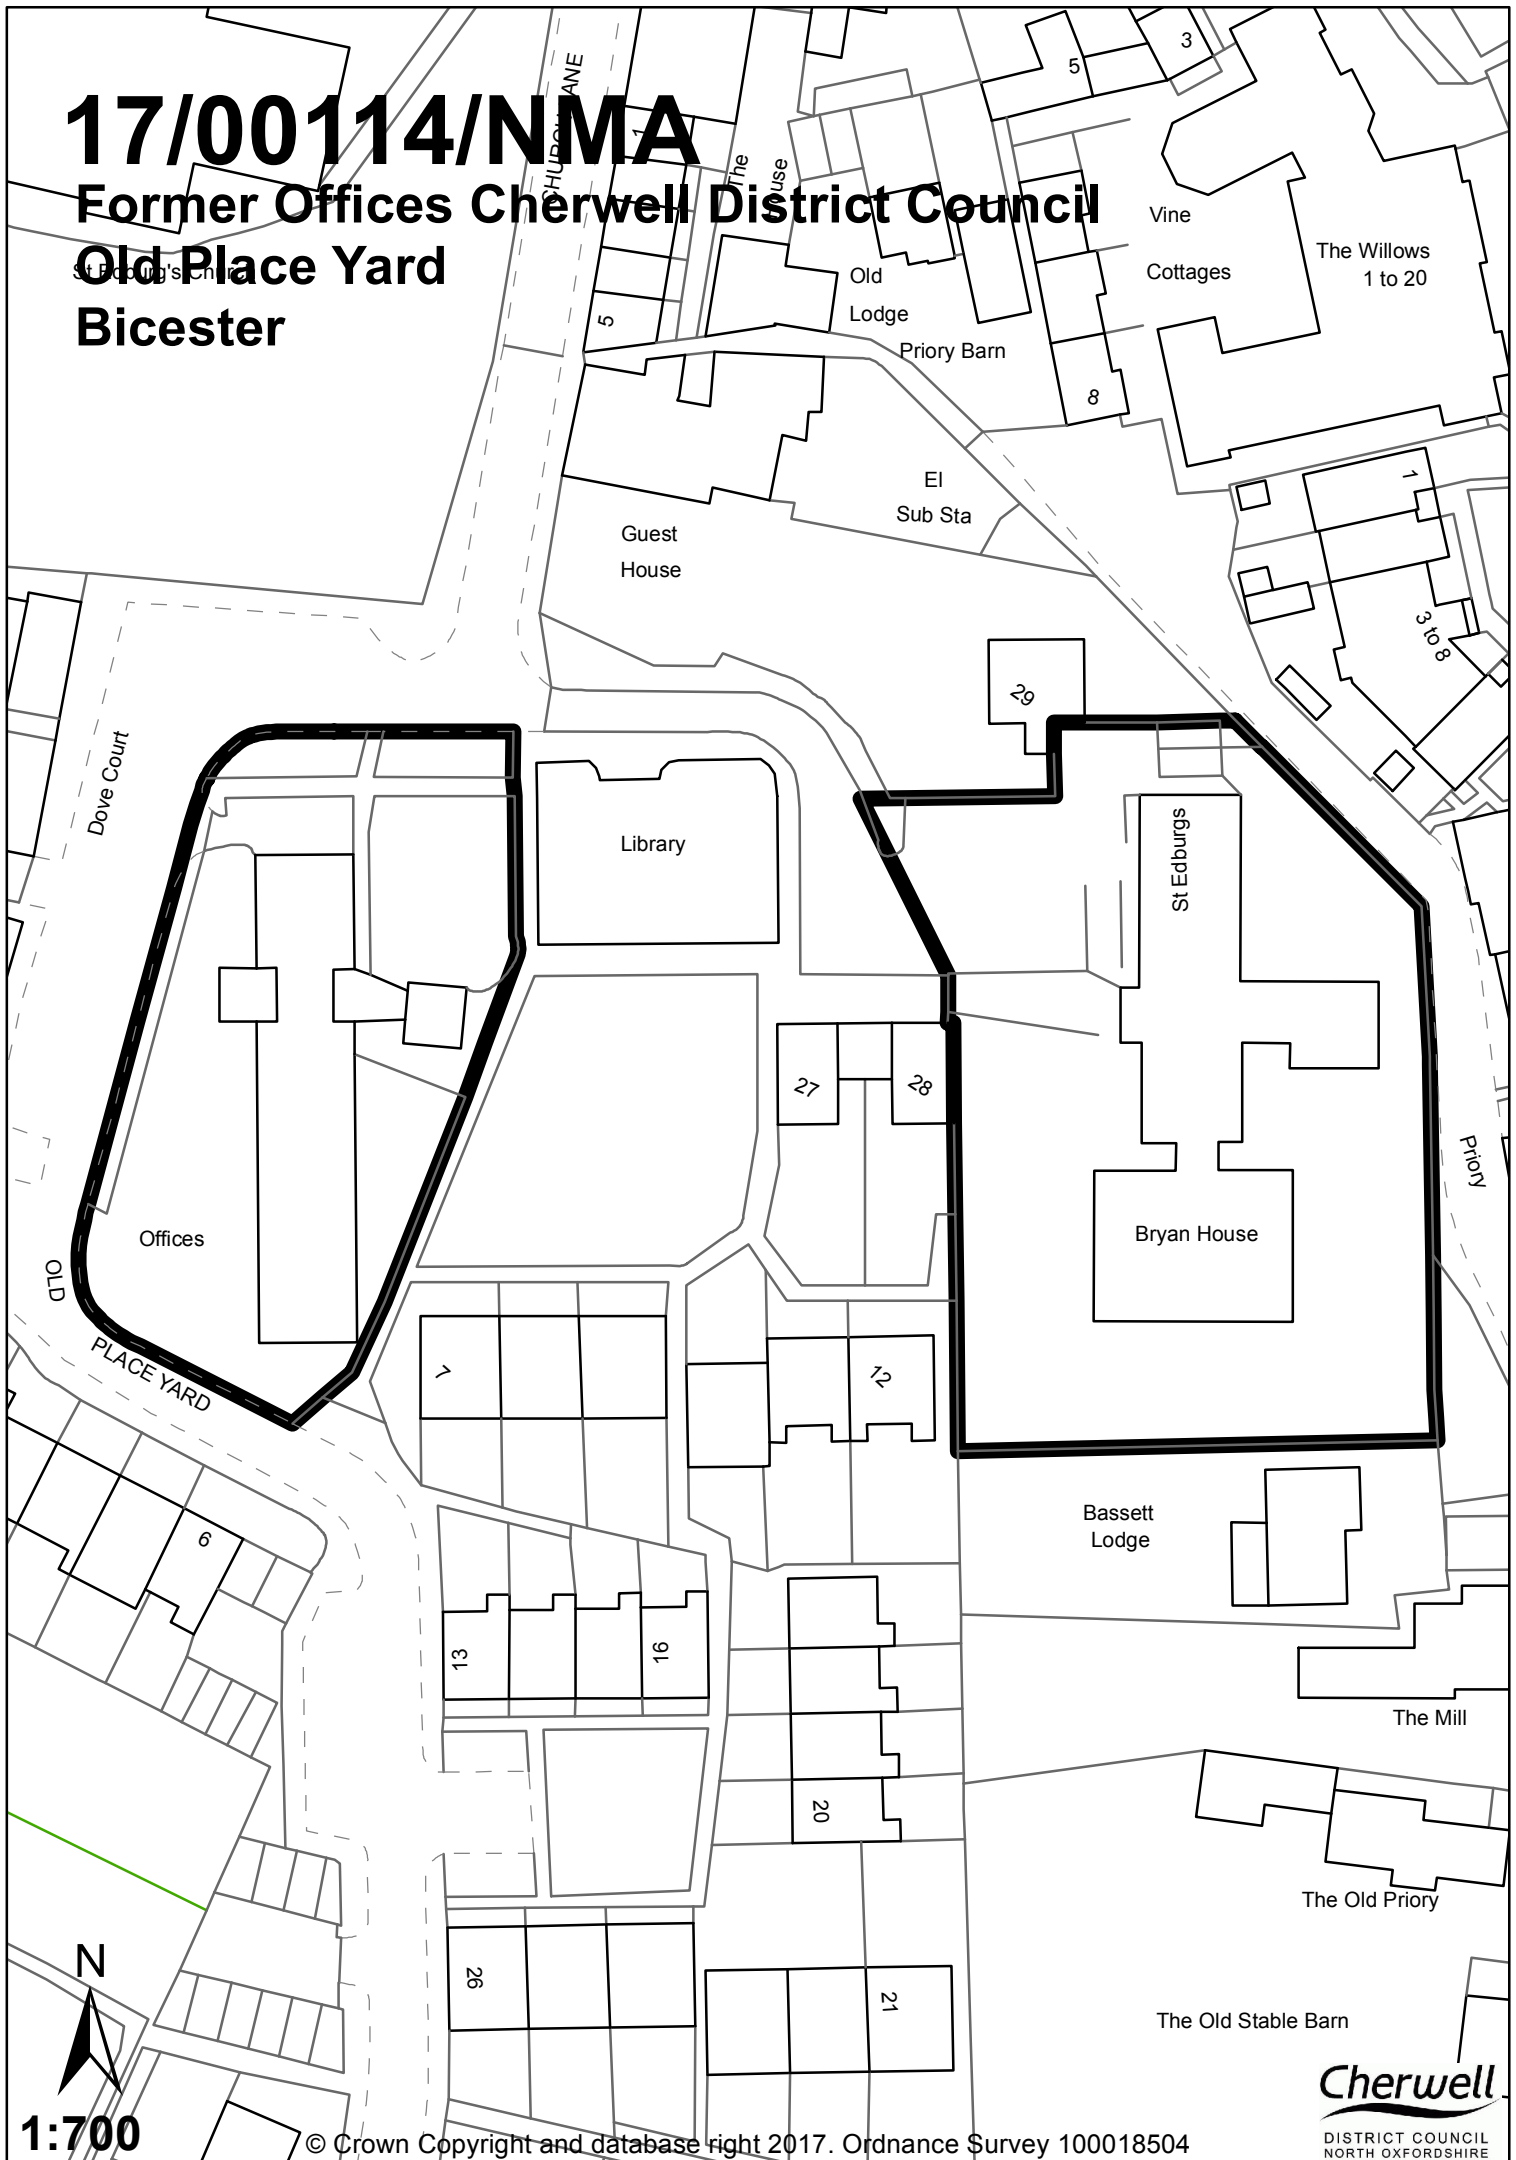 17/00114/NMA
Former Offices Cherwell District Council
Old Place Yard
Bicester
St Edburg's Church
CHURCH LANE
1
The
House
5
3
5
Vine
Cottages
The Willows
1 to 20
Old
Lodge
Priory Barn
8
El
Sub Sta
1
Guest
House
3 to 8
29
Dove Court
Library
St Edburgs
27
28
Priory
Offices
Bryan House
OLD
PLACE YARD
7
12
6
Bassett
Lodge
13
16
The Mill
20
The Old Priory
N
26
21
The Old Stable Barn
1:700
© Crown Copyright and database right 2017. Ordnance Survey 100018504
Cherwell
DISTRICT COUNCIL
NORTH OXFORDSHIRE